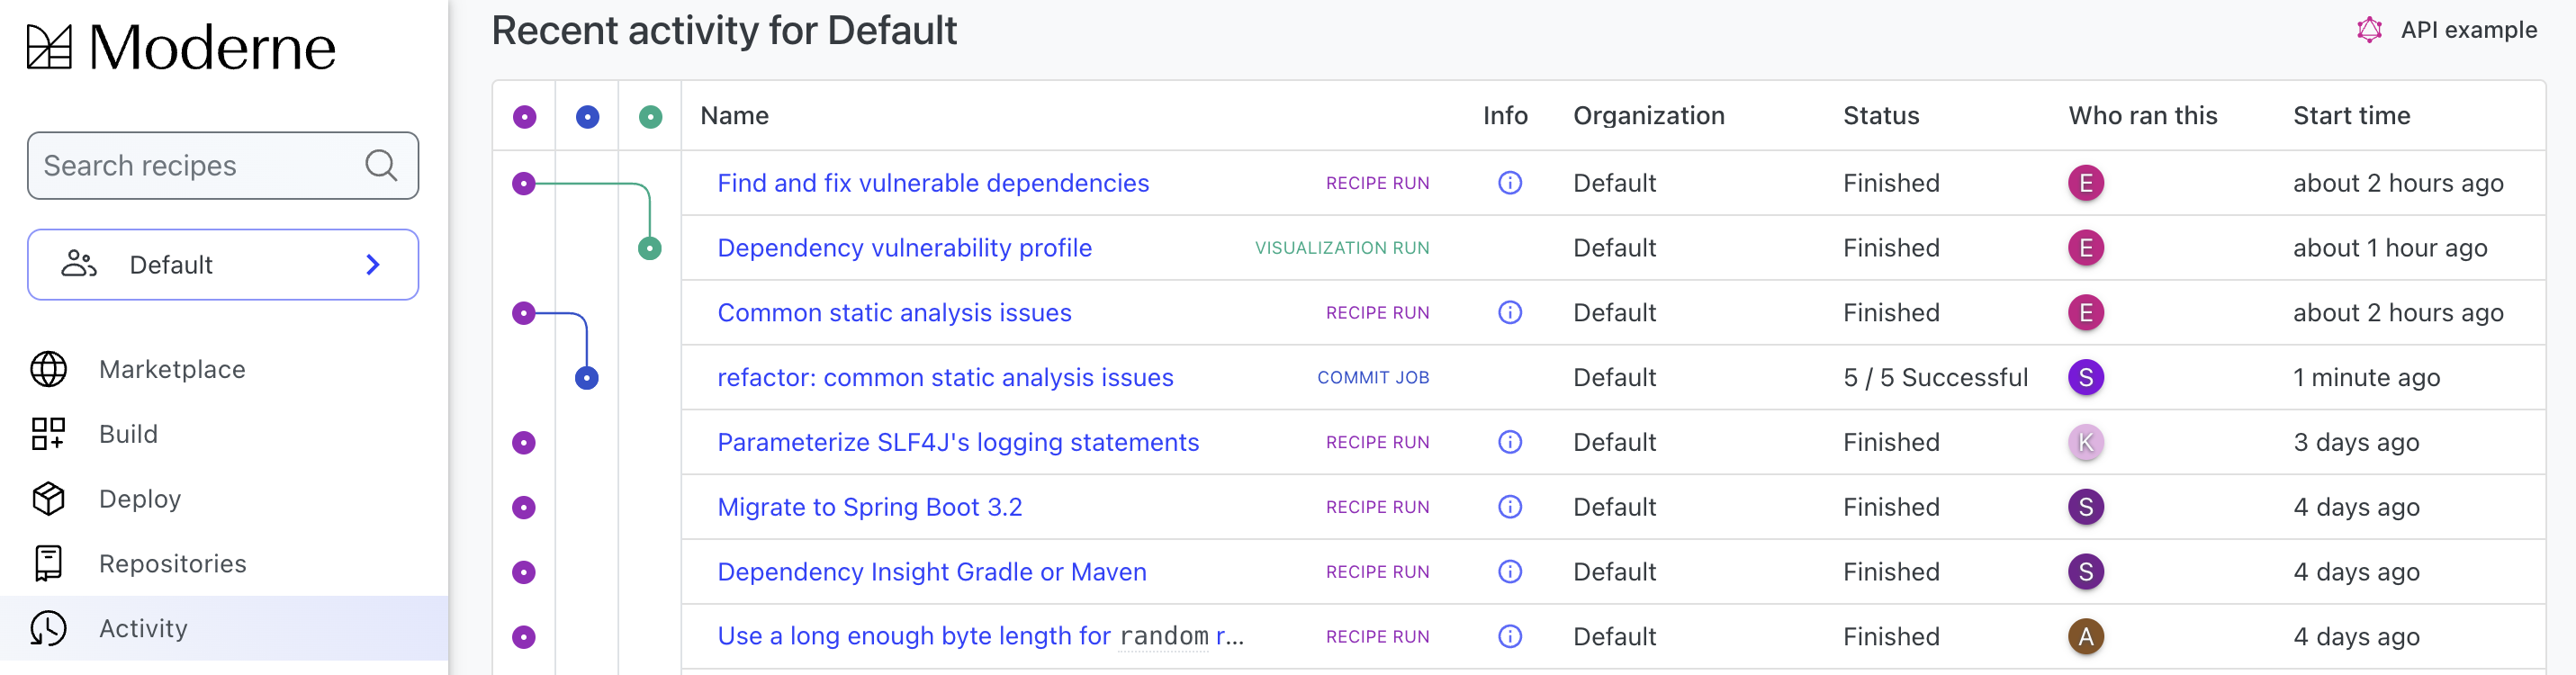 Moderne
Search recipes
Default
Marketplace
Build
Deploy
Repositories
Activity
Recent activity for Default
API example
Name Info Organization Status Who ran this Start time
Find and fix vulnerable dependencies RECIPE RUN Default Finished E about 2 hours ago
Dependency vulnerability profile VISUALIZATION RUN Default Finished E about 1 hour ago
Common static analysis issues RECIPE RUN Default Finished E about 2 hours ago
refactor: common static analysis issues COMMIT JOB Default 5 / 5 Successful S 1 minute ago
Parameterize SLF4J's logging statements RECIPE RUN Default Finished K 3 days ago
Migrate to Spring Boot 3.2 RECIPE RUN Default Finished S 4 days ago
Dependency Insight Gradle or Maven RECIPE RUN Default Finished S 4 days ago
Use a long enough byte length for random r... RECIPE RUN Default Finished A 4 days ago